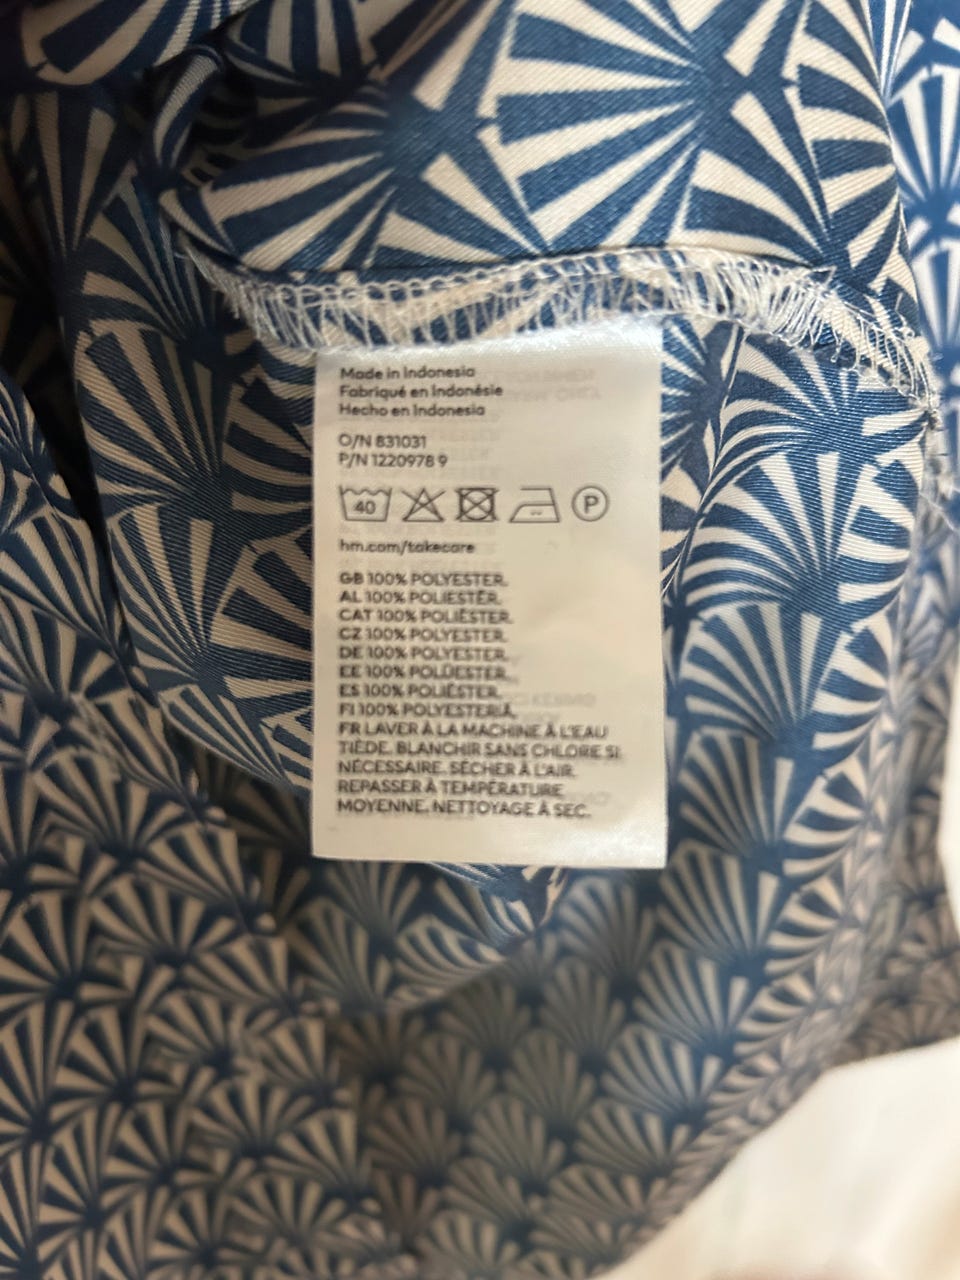 Made in Indonesia
Fabriqué en Indonésie
Hecho en Indonesia
O/N 831031
P/N 1220978 9
40 P
hm.com/takecare
GB 100% POLYESTER.
AL 100% POLIESTËR.
CAT 100% POLIÈSTER.
CZ 100% POLYESTER.
DE 100% POLYESTER.
EE 100% POLÜESTER.
ES 100% POLIÉSTER.
FI 100% POLYESTERIÄ.
FR LAVER À LA MACHINE À L'EAU
TIÈDE. BLANCHIR SANS CHLORE SI
NÉCESSAIRE. SÉCHER À L'AIR.
REPASSER À TEMPÉRATURE
MOYENNE. NETTOYAGE À SEC.